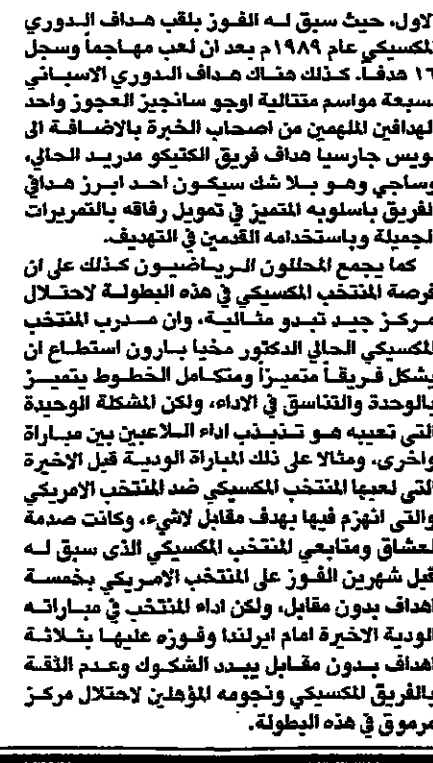 الاول، حيث سبق لـه الفـوز بلقب هـداف الـدوري
المكسيكي عام ١٩٨٩م بعد ان لعب مهـاجماً وسجل
١٦ هدفـاً. كـذلك هنـاك هـداف الـدوري الاسبـاني
لسبعة مواسم متتالية اوجو سانجيز العجوز واحد
الهدافين الملهمين من اصحاب الخبرة بالاضـافـة الى
لويس جارسيا هداف فريق الكتيكو مدريـد الحالي،
وساجي وهـو بـلا شك سيكـون احـد ابـرز هـدافي
الفريق باسلوبه المتميز في تمويل رفاقه بالتمريرات
الجميلة وباستخدامه القدمين في التهديف.
كما يجمع المحللون الـريـاضيـون كـذلك على ان
فرصة المنتخب المكسيكي في هذه البطولـة لاحتـلال
مـركـز جيـد تبـدو مثـاليـة، وان مـدرب المنتخب
المكسيكي الحالي الدكتور مخيا بـارون استطـاع ان
يشكل فـريقـاً متميـزاً ومتكـامل الخطـوط يتميـز
بالوحدة والتناسق في الاداء، ولكن المشكلة الوحيدة
التي تعيبه هـو تـذبـذب اداء الـلاعبين بين مبـاراة
واخرى، ومثالا على ذلك المباراة الوديـة قبل الاخيرة
التي لعبها المنتخب المكسيكي ضد المنتخب الامريكي
والتي انهزم فيها بهدف مقابل لاشيء، وكانت صدمة
لعشاق ومتابعي المنتخب المكسيكي الذي سبق لـه
قبل شهرين الفـوز على المنتخب الامـريكي بخمسـة
اهداف بدون مقابل، ولكن اداء المنتخب في مبـاراتـه
الودية الاخيرة امام ايرلندا وفـوزه عليهـا بثـلاثـة
اهداف بـدون مقـابل يبـدد الشكـوك وعـدم الثقـة
بالفريق المكسيكي ونجومه المؤهلين لاحتلال مركـز
مرموق في هذه البطولة.